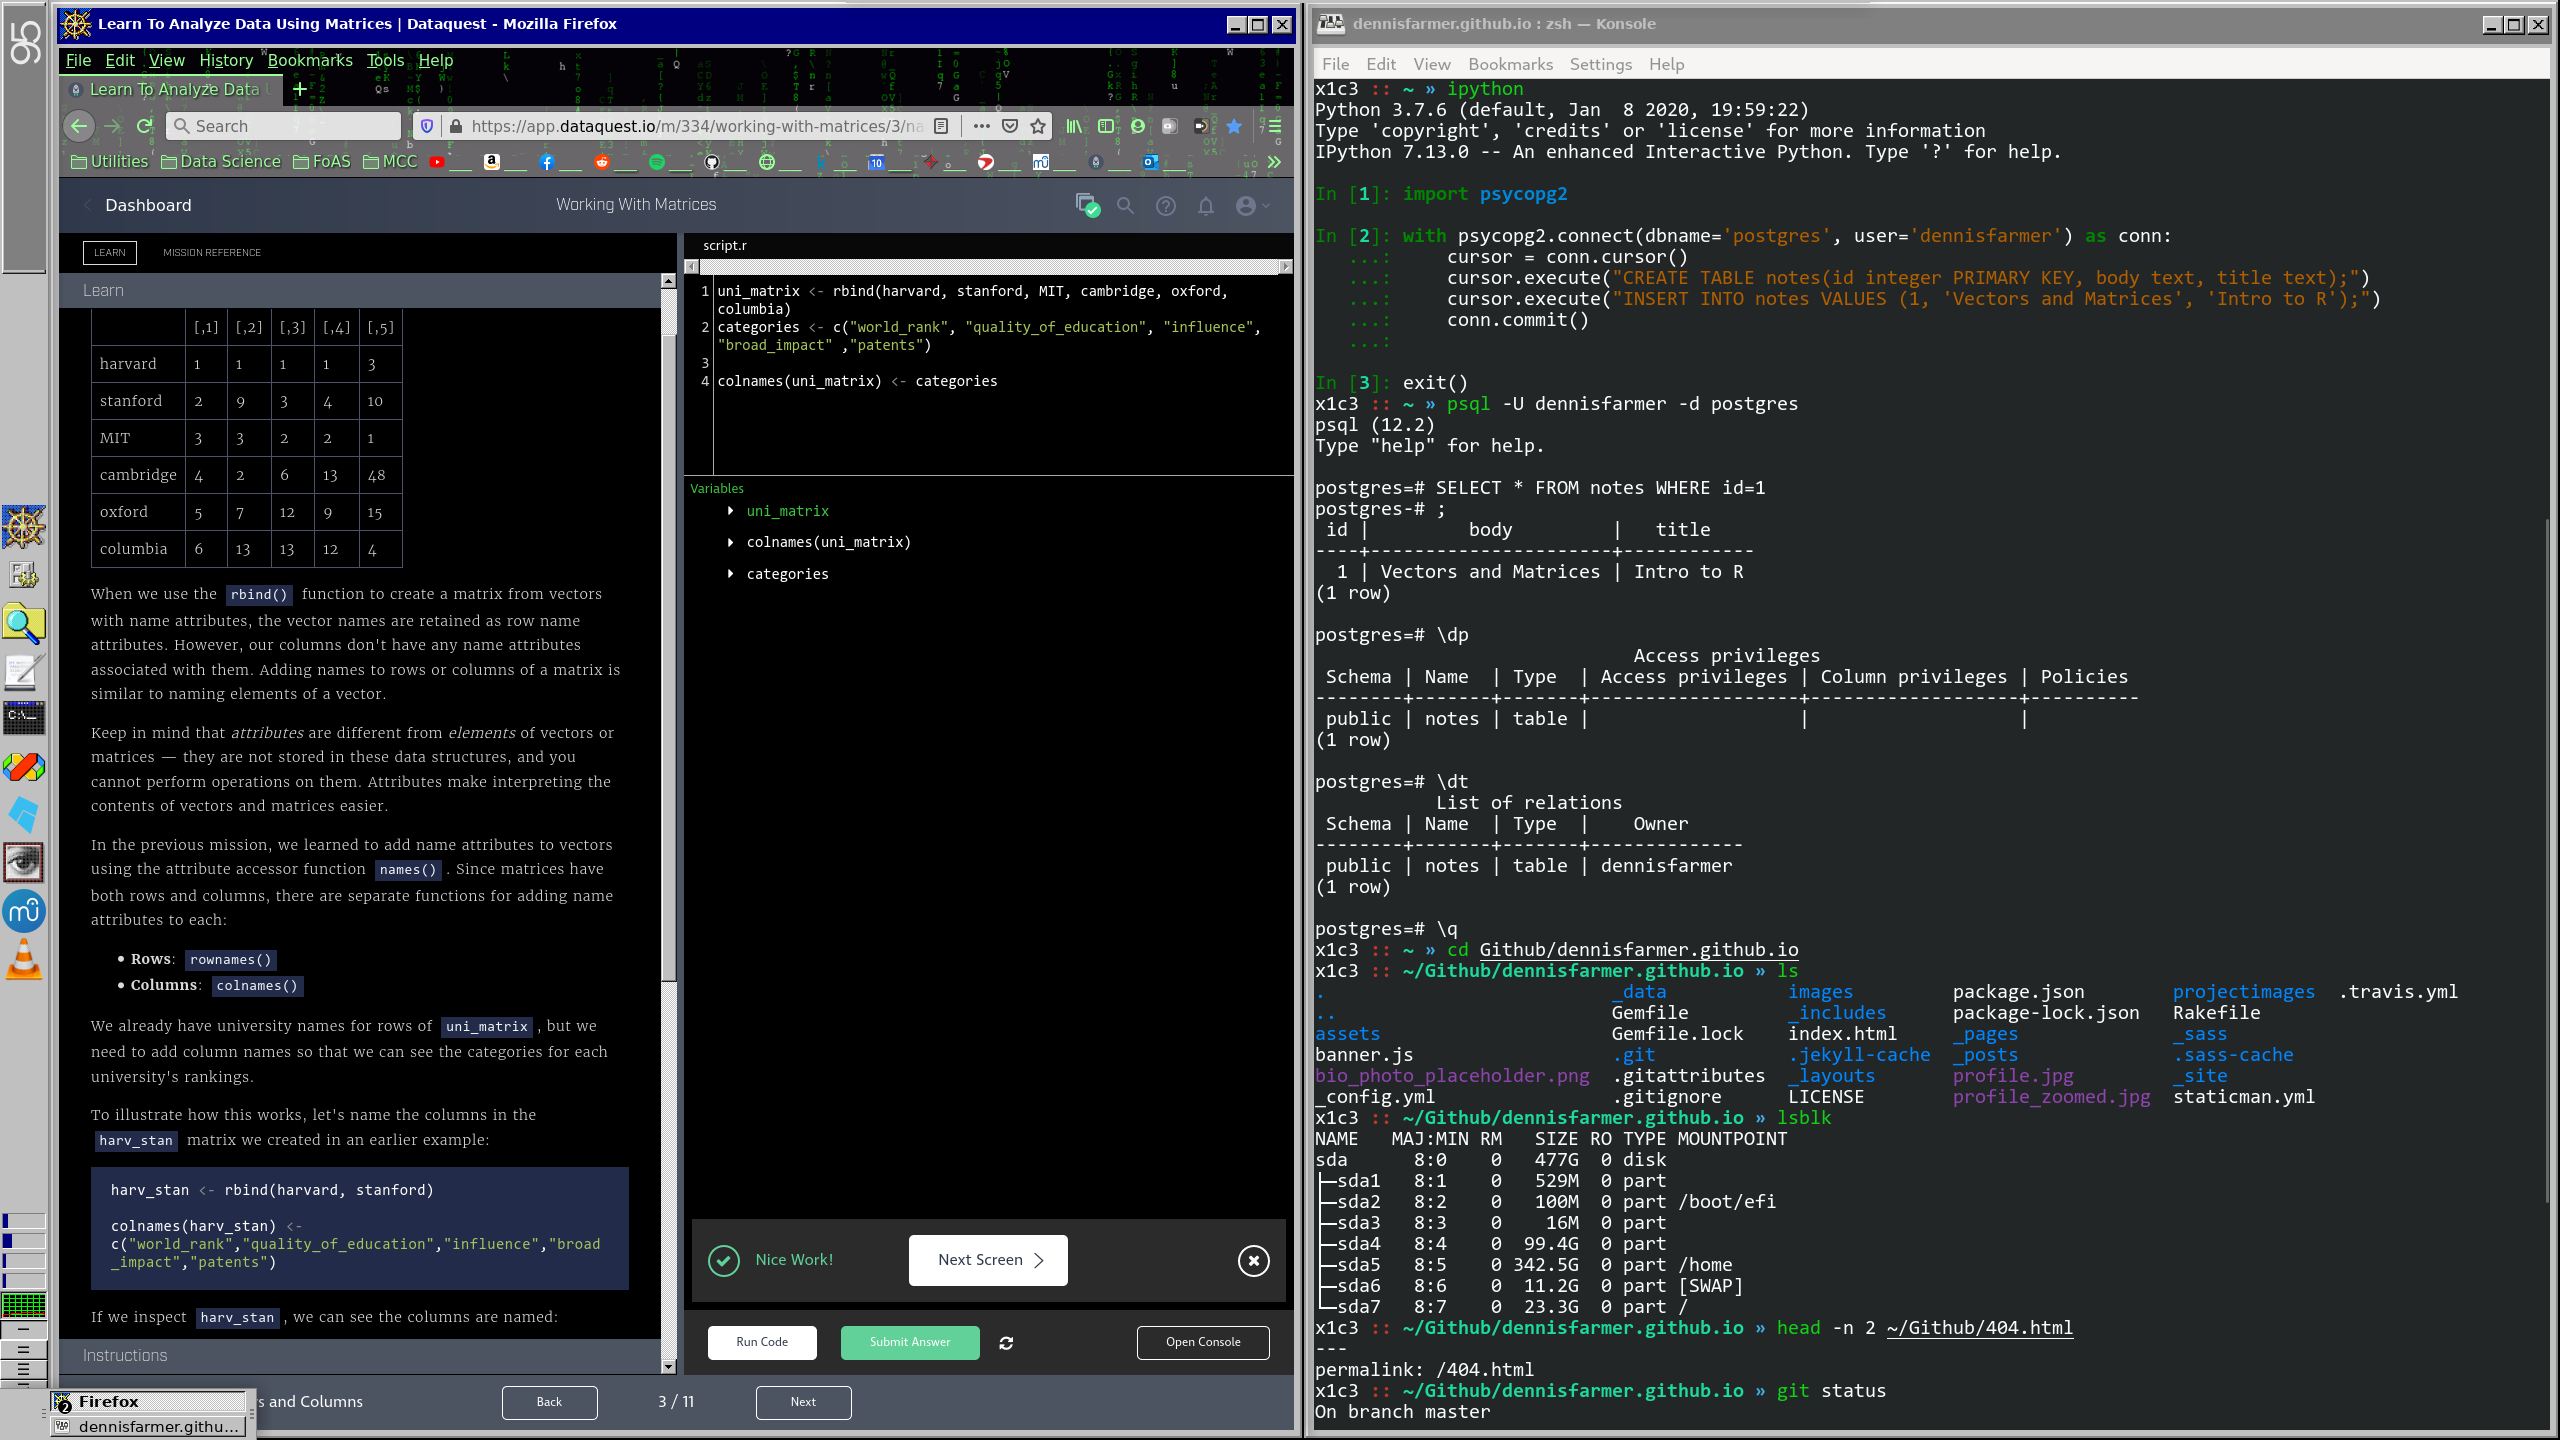 Learn To Analyze Data Using Matrices | Dataquest - Mozilla Firefox
File Edit View History Bookmarks Tools Help
Learn To Analyze Data
Search
https://app.dataquest.io/m/334/working-with-matrices/3/na
Utilities Data Science FoAS MCC
Dashboard
Working With Matrices
LEARN MISSION REFERENCE
Learn
[,1] [,2] [,3] [,4] [,5]
harvard 1 1 1 1 3
stanford 2 9 3 4 10
MIT 3 3 2 2 1
cambridge 4 2 6 13 48
oxford 5 7 12 9 15
columbia 6 13 13 12 4
When we use the rbind() function to create a matrix from vectors
with name attributes, the vector names are retained as row name
attributes. However, our columns don't have any name attributes
associated with them. Adding names to rows or columns of a matrix is
similar to naming elements of a vector.
Keep in mind that attributes are different from elements of vectors or
matrices — they are not stored in these data structures, and you
cannot perform operations on them. Attributes make interpreting the
contents of vectors and matrices easier.
In the previous mission, we learned to add name attributes to vectors
using the attribute accessor function names() . Since matrices have
both rows and columns, there are separate functions for adding name
attributes to each:
• Rows: rownames()
• Columns: colnames()
We already have university names for rows of uni_matrix , but we
need to add column names so that we can see the categories for each
university's rankings.
To illustrate how this works, let's name the columns in the
harv_stan matrix we created in an earlier example:
harv_stan <- rbind(harvard, stanford)
colnames(harv_stan) <-
c("world_rank","quality_of_education","influence","broad
_impact","patents")
If we inspect harv_stan , we can see the columns are named:
Instructions
s and Columns
Back
3 / 11
Next
script.r
1 uni_matrix <- rbind(harvard, stanford, MIT, cambridge, oxford,
columbia)
2 categories <- c("world_rank", "quality_of_education", "influence",
"broad_impact" ,"patents")
3
4 colnames(uni_matrix) <- categories
Variables
uni_matrix
colnames(uni_matrix)
categories
Nice Work!
Next Screen
Run Code
Submit Answer
Open Console
Firefox
2
dennisfarmer.githu...
C:\_
dennisfarmer.github.io : zsh — Konsole
File Edit View Bookmarks Settings Help
x1c3 :: ~ » ipython
Python 3.7.6 (default, Jan  8 2020, 19:59:22)
Type 'copyright', 'credits' or 'license' for more information
IPython 7.13.0 -- An enhanced Interactive Python. Type '?' for help.
In [1]: import psycopg2
In [2]: with psycopg2.connect(dbname='postgres', user='dennisfarmer') as conn:
   ...:     cursor = conn.cursor()
   ...:     cursor.execute("CREATE TABLE notes(id integer PRIMARY KEY, body text, title text);")
   ...:     cursor.execute("INSERT INTO notes VALUES (1, 'Vectors and Matrices', 'Intro to R');")
   ...:     conn.commit()
   ...:
In [3]: exit()
x1c3 :: ~ » psql -U dennisfarmer -d postgres
psql (12.2)
Type "help" for help.
postgres=# SELECT * FROM notes WHERE id=1
postgres-# ;
 id |         body         |   title
----+----------------------+------------
  1 | Vectors and Matrices | Intro to R
(1 row)
postgres=# \dp
                             Access privileges
 Schema | Name  | Type  | Access privileges | Column privileges | Policies
--------+-------+-------+-------------------+-------------------+----------
 public | notes | table |                   |                   |
(1 row)
postgres=# \dt
           List of relations
 Schema | Name  | Type  |    Owner
--------+-------+-------+--------------
 public | notes | table | dennisfarmer
(1 row)
postgres=# \q
x1c3 :: ~ » cd Github/dennisfarmer.github.io
x1c3 :: ~/Github/dennisfarmer.github.io » ls
. _data images package.json projectimages .travis.yml
.. Gemfile _includes package-lock.json Rakefile
assets Gemfile.lock index.html _pages _sass
banner.js .git .jekyll-cache _posts .sass-cache
bio_photo_placeholder.png .gitattributes _layouts profile.jpg _site
_config.yml .gitignore LICENSE profile_zoomed.jpg staticman.yml
x1c3 :: ~/Github/dennisfarmer.github.io » lsblk
NAME   MAJ:MIN RM   SIZE RO TYPE MOUNTPOINT
sda      8:0    0   477G  0 disk
├─sda1   8:1    0   529M  0 part
├─sda2   8:2    0   100M  0 part /boot/efi
├─sda3   8:3    0    16M  0 part
├─sda4   8:4    0  99.4G  0 part
├─sda5   8:5    0 342.5G  0 part /home
├─sda6   8:6    0  11.2G  0 part [SWAP]
└─sda7   8:7    0  23.3G  0 part /
x1c3 :: ~/Github/dennisfarmer.github.io » head -n 2 ~/Github/404.html
---
permalink: /404.html
x1c3 :: ~/Github/dennisfarmer.github.io » git status
On branch master